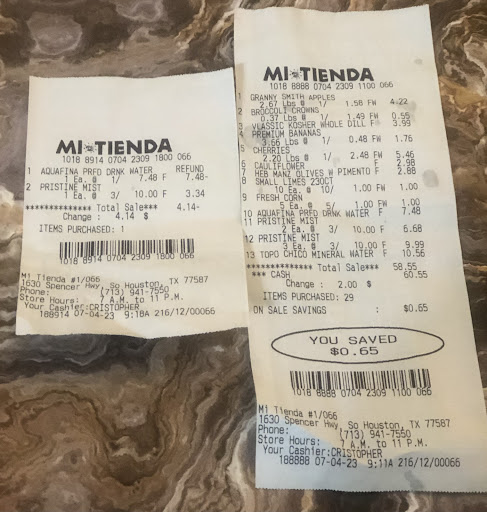 MI TIENDA
1018 8914 0704 2309 1800 066
REFUND
1 AQUAFINA PRFD DRNK WATER 7.48-
1 Ea. @ 7.48 F
2 PRISTINE MIST
1 Ea. 3/ 10.00 F 3.34
************** Total Sale*** 4.14-
Change : 4.14 $
ITEMS PURCHASED: 1
1018 8914 0704 2309 1800 066
Mi Tienda #1/066
1630 Spencer Hwy, So Houston, TX 77587
Phone: (713) 941-7550
Store Hours: 7 A.M. to 11 P.M.
Your Cashier:CRISTOPHER
188914 07-04-23 9:18A 216/12/00066
MI TIENDA
1018 8888 0704 2309 1100 066
1 GRANNY SMITH APPLES
2.67 Lbs @ 1/ 1.58 FW 4.22
2 BROCCOLI CROWNS
0.37 Lbs @ 1/ 1.49 FW 0.55
3 VLASSIC KOSHER WHOLE DILL F 3.99
4 PREMIUM BANANAS
3.66 Lbs @ 1/ 0.48 FW 1.76
5 CHERRIES
2.20 Lbs @ 1/ 2.48 FW 5.46
6 CAULIFLOWER F 2.98
7 HEB MANZ OLIVES W PIMENTO F 2.88
8 SMALL LIMES 230CT
10 Ea. @ 10/ 1.00 FW 1.00
9 FRESH CORN
5 Ea. @ 5/ 1.00 FW 1.00
10 AQUAFINA PRFD DRNK WATER F 7.48
11 PRISTINE MIST
2 Ea. @ 3/ 10.00 F 6.68
12 PRISTINE MIST
3 Ea. @ 3/ 10.00 F 9.99
13 TOPO CHICO MINERAL WATER F 10.56
************** Total Sale*** 58.55
*** CASH 60.55
Change : 2.00 $
ITEMS PURCHASED: 29
ON SALE SAVINGS : $0.65
YOU SAVED
$0.65
1018 8888 0704 2309 1100 066
Mi Tienda #1/066
1630 Spencer Hwy, So Houston, TX 77587
Phone: (713) 941-7550
Store Hours: 7 A.M. to 11 P.M.
Your Cashier:CRISTOPHER
188888 07-04-23 9:11A 216/12/00066